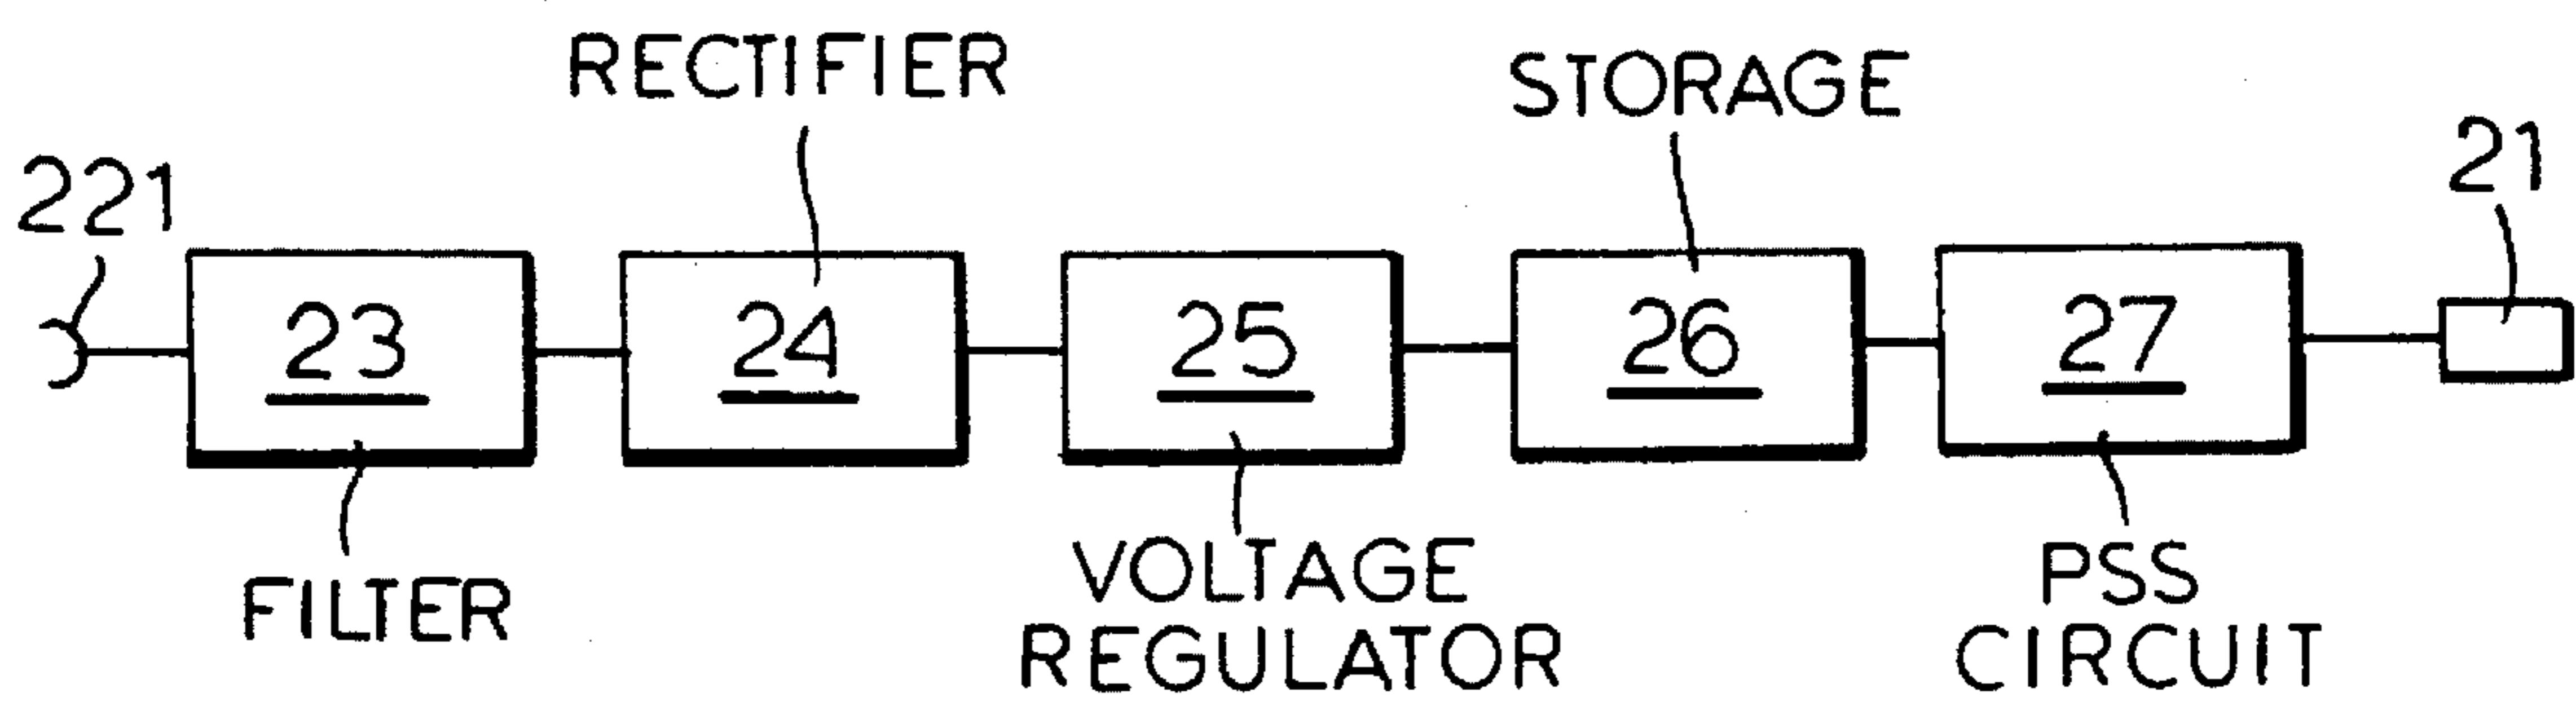 RECTIFIER
STORAGE
221
21
23
24
25
26
27
FILTER
VOLTAGE
REGULATOR
PSS
CIRCUIT